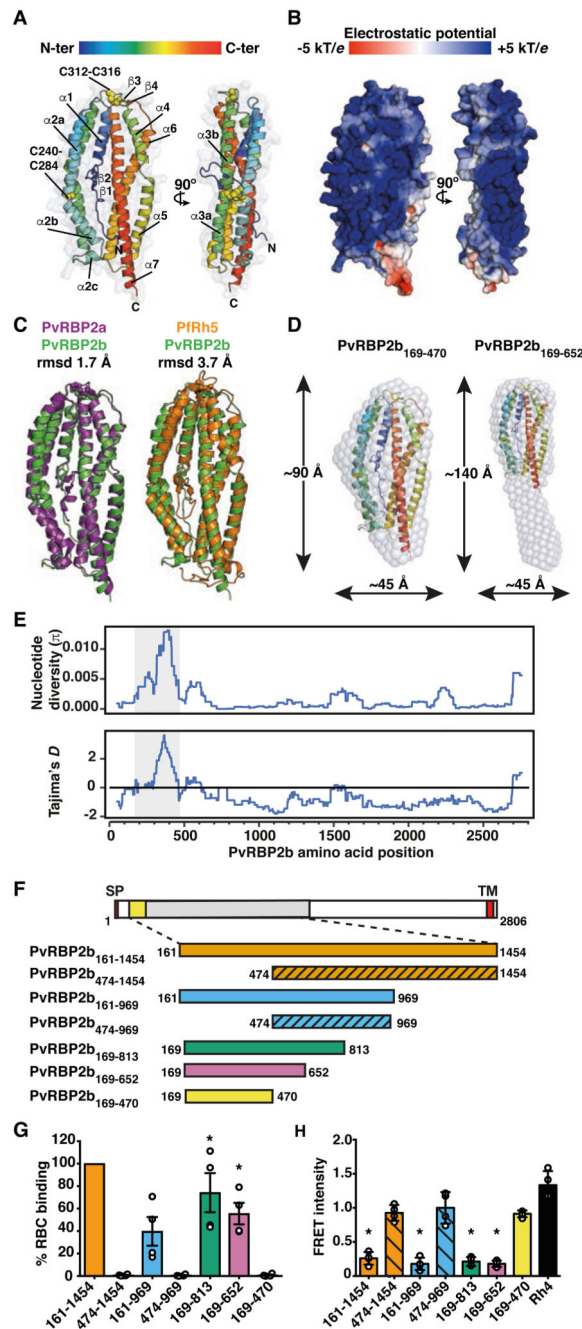 A
N-ter
C-ter
C312-C316
β3
β4
α1
α4
α2a
α6
C240-
C284
β2
β1
α2b
N
α5
α2c
α7
C
α3b
90°
α3a
N
C
B
Electrostatic potential
-5 kT/e
+5 kT/e
90°
C
PvRBP2a
PvRBP2b
rmsd 1.7 Å
PfRh5
PvRBP2b
rmsd 3.7 Å
D
PvRBP2b169-470
PvRBP2b169-652
~90 Å
~140 Å
~45 Å
~45 Å
E
Nucleotide
diversity (π)
0.010
0.005
0.000
Tajima's D
2
0
-2
0 500 1000 1500 2000 2500
PvRBP2b amino acid position
F
SP
TM
1
2806
PvRBP2b161-1454
161
1454
PvRBP2b474-1454
474
1454
PvRBP2b161-969
161
969
PvRBP2b474-969
474
969
PvRBP2b169-813
169
813
PvRBP2b169-652
169
652
PvRBP2b169-470
169
470
G
% RBC binding
120
100
80
60
40
20
0
* *
161-1454
474-1454
161-969
474-969
169-813
169-652
169-470
H
FRET intensity
2.0
1.5
1.0
0.5
0
* * * *
161-1454
474-1454
161-969
474-969
169-813
169-652
169-470
Rh4